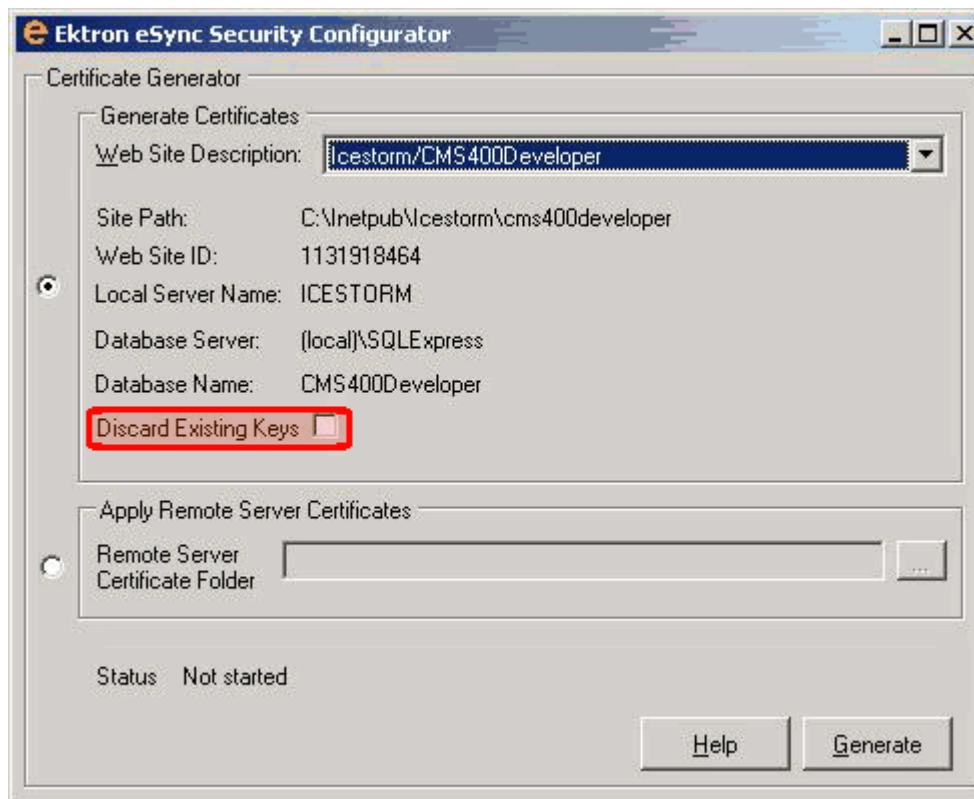 Ektron eSync Security Configurator
Certificate Generator
Generate Certificates
Web Site Description: Icestorm/CMS400Developer
Site Path: C:\Inetpub\Icestorm\cms400developer
Web Site ID: 1131918464
Local Server Name: ICESTORM
Database Server: (local)\SQLExpress
Database Name: CMS400Developer
Discard Existing Keys
Apply Remote Server Certificates
Remote Server
Certificate Folder
...
Status Not started
Help Generate